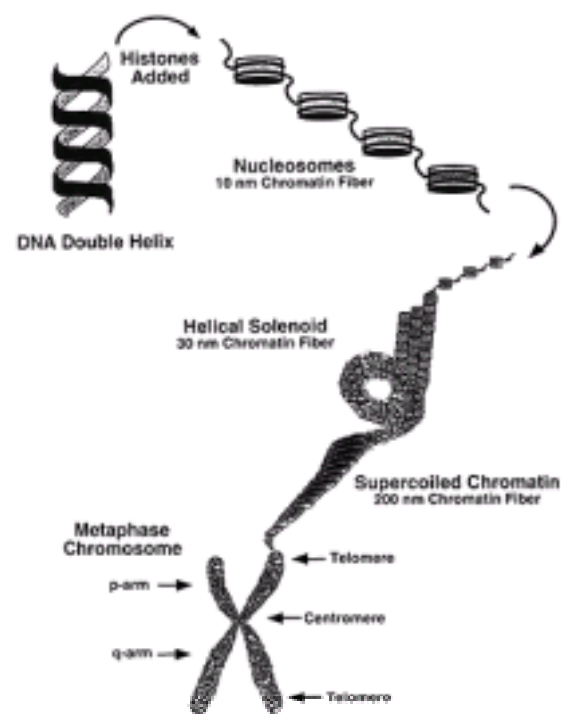 Histones
Added
DNA Double Helix
Nucleosomes
10 nm Chromatin Fiber
Helical Solenoid
30 nm Chromatin Fiber
Supercoiled Chromatin
200 nm Chromatin Fiber
Metaphase
Chromosome
Telomere
p-arm
Centromere
q-arm
Telomere